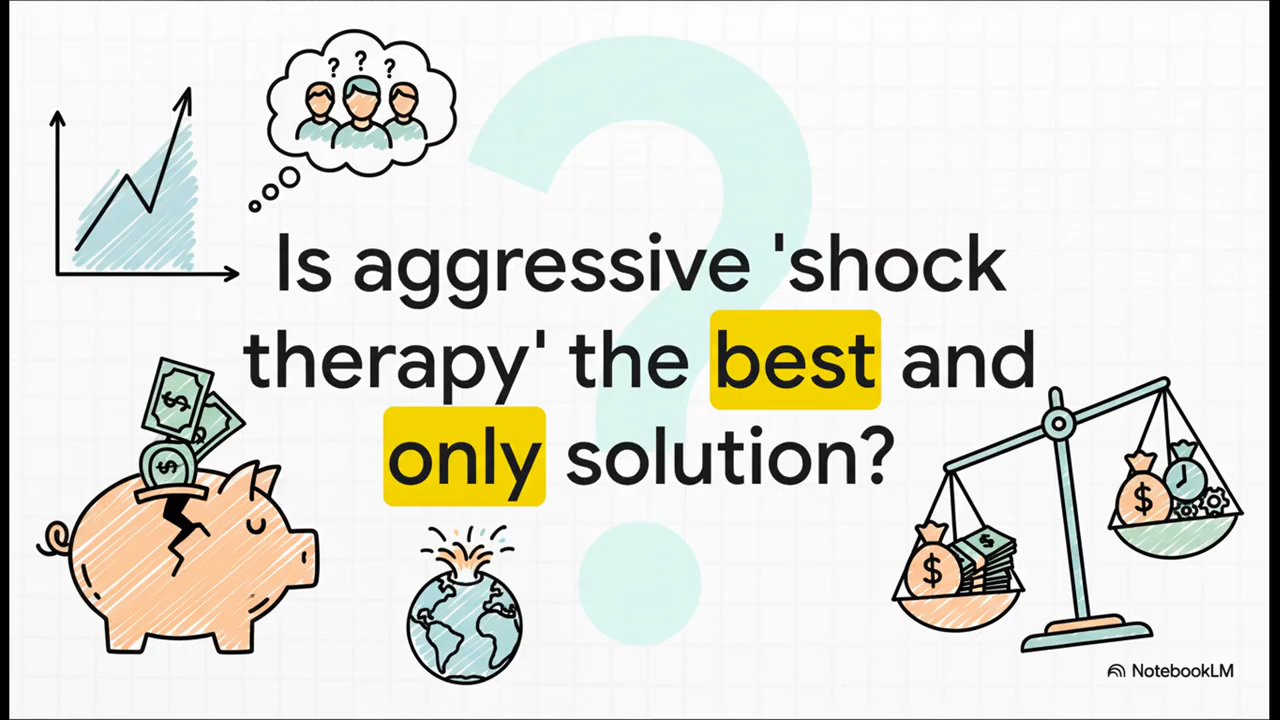 ? ? ?
Is aggressive 'shock
therapy' the best and
only solution?
$
$
$
$
$
$
NotebookLM